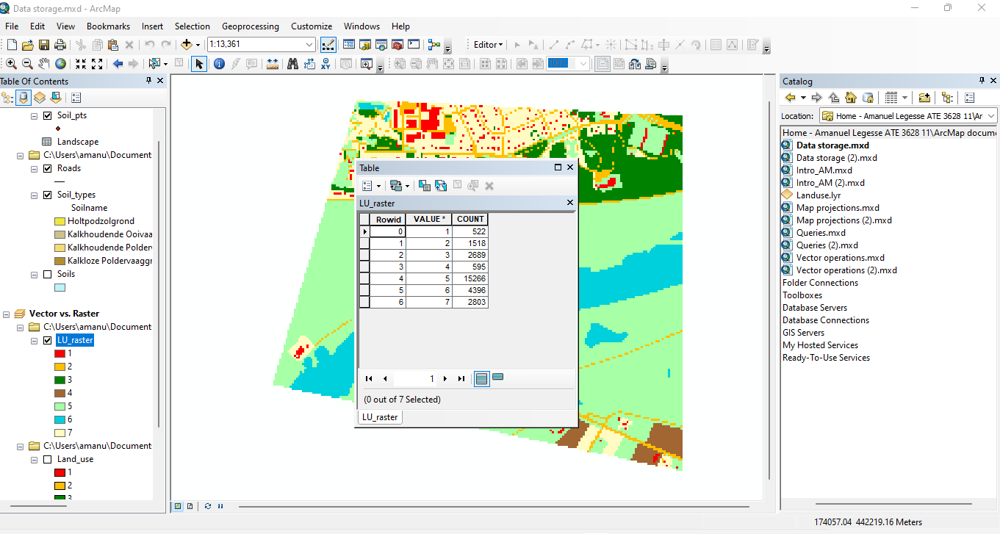 Data storage.mxd - ArcMap
File Edit View Bookmarks Insert Selection Geoprocessing Customize Windows Help
1:13,361
Editor
100%
Table Of Contents
Soil_pts
Landscape
C:\Users\amanu\Document
Roads
Soil_types
Soilname
Holtpodzolgrond
Kalkhoudende Ooivaa
Kalkhoudende Polder
Kalkloze Poldervaaggr
Soils
Vector vs. Raster
C:\Users\amanu\Document
LU_raster
1
2
3
4
5
6
7
C:\Users\amanu\Document
Land_use
1
2
3
Table
LU_raster
Rowid VALUE * COUNT
0 1 522
1 2 1518
2 3 2689
3 4 595
4 5 15266
5 6 4396
6 7 2803
1
(0 out of 7 Selected)
LU_raster
Catalog
Location: Home - Amanuel Legesse ATE 3628 11\Ar
Home - Amanuel Legesse ATE 3628 11\ArcMap docume
Data storage.mxd
Data storage (2).mxd
Intro_AM.mxd
Intro_AM (2).mxd
Landuse.lyr
Map projections.mxd
Map projections (2).mxd
Queries.mxd
Queries (2).mxd
Vector operations.mxd
Vector operations (2).mxd
Folder Connections
Toolboxes
Database Servers
Database Connections
GIS Servers
My Hosted Services
Ready-To-Use Services
174057.04 442219.16 Meters